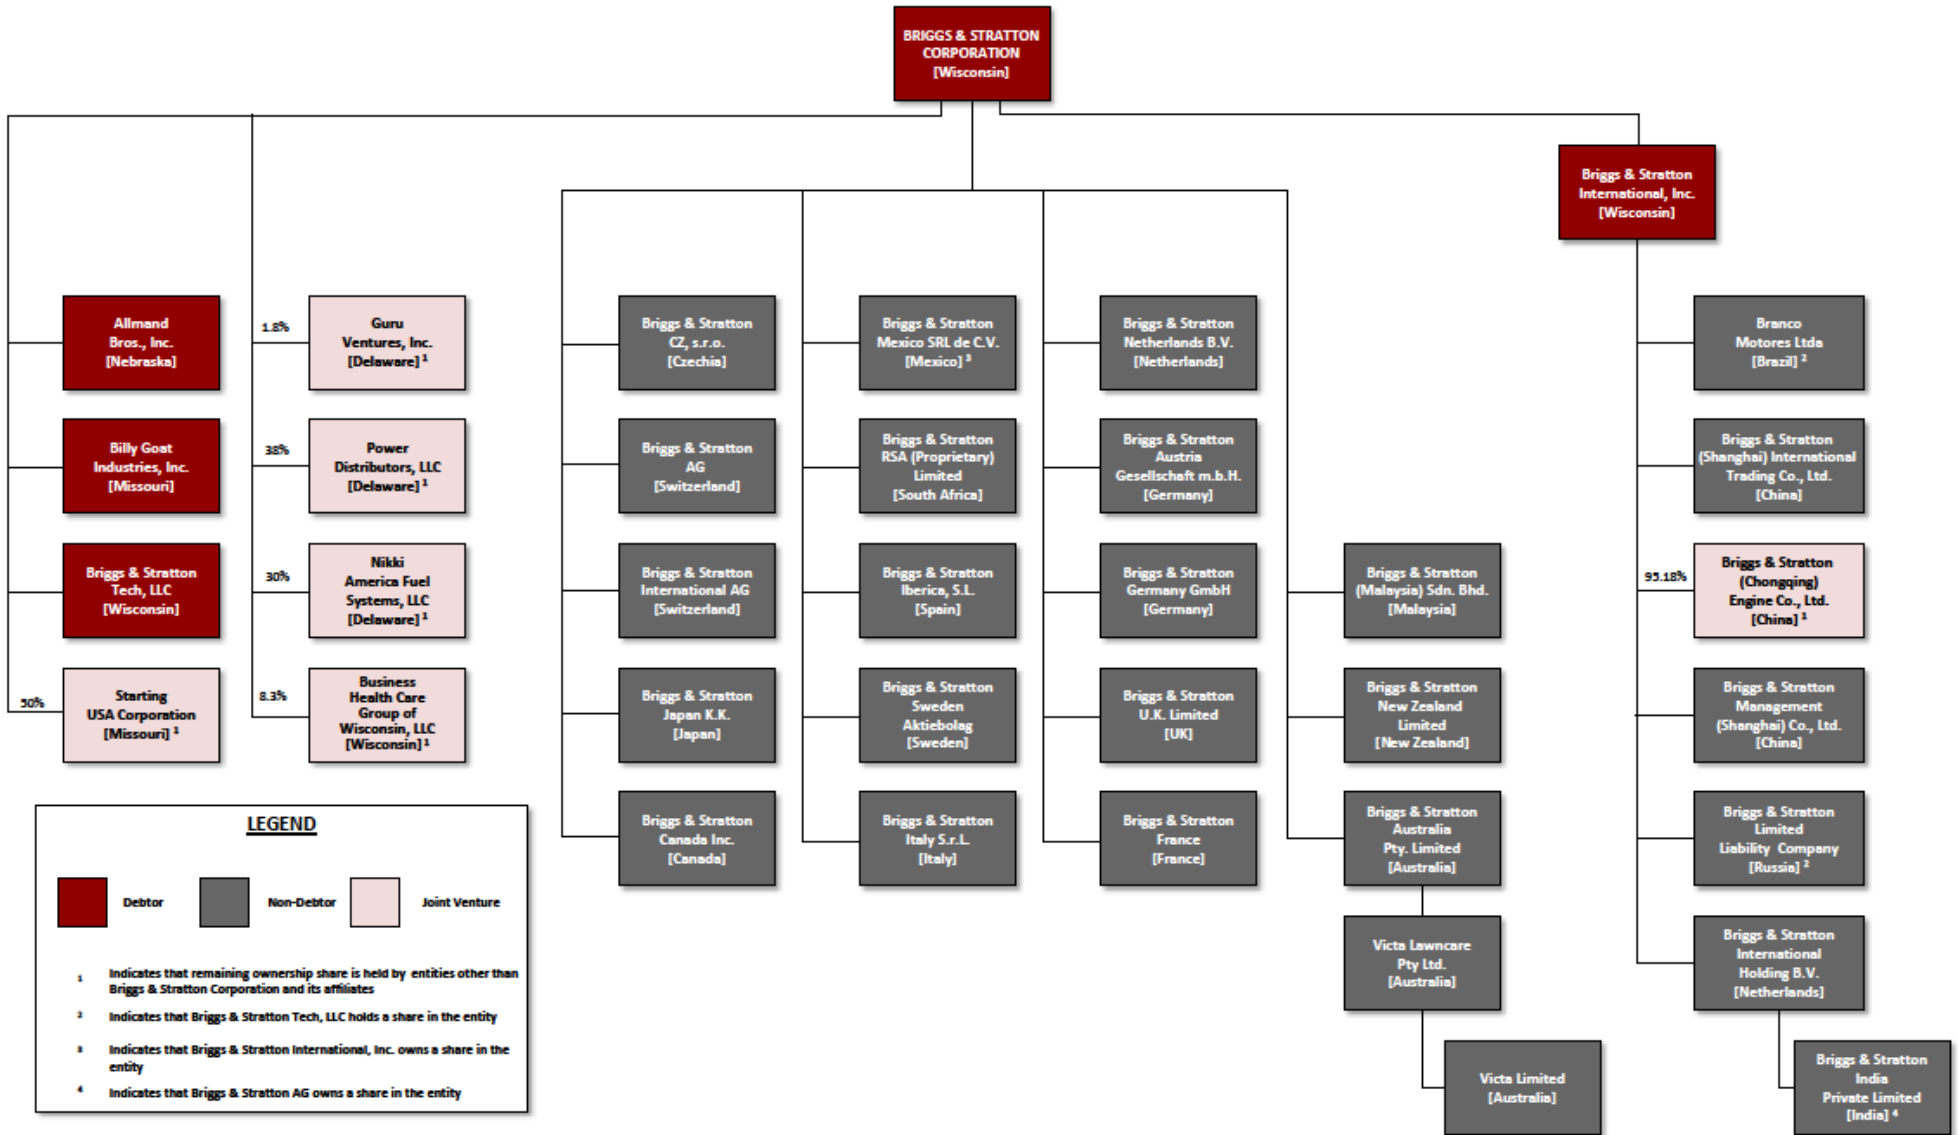 BRIGGS & STRATTON
CORPORATION
[Wisconsin]
Briggs & Stratton
International, Inc.
[Wisconsin]
Allmand
Bros., Inc.
[Nebraska]
Billy Goat
Industries, Inc.
[Missouri]
Briggs & Stratton
Tech, LLC
[Wisconsin]
50%
Starting
USA Corporation
[Missouri] 1
1.8%
Guru
Ventures, Inc.
[Delaware] 1
38%
Power
Distributors, LLC
[Delaware] 1
30%
Nikki
America Fuel
Systems, LLC
[Delaware] 1
8.3%
Business
Health Care
Group of
Wisconsin, LLC
[Wisconsin] 1
Briggs & Stratton
CZ, s.r.o.
[Czechia]
Briggs & Stratton
AG
[Switzerland]
Briggs & Stratton
International AG
[Switzerland]
Briggs & Stratton
Japan K.K.
[Japan]
Briggs & Stratton
Canada Inc.
[Canada]
Briggs & Stratton
Mexico SRL de C.V.
[Mexico] 3
Briggs & Stratton
RSA (Proprietary)
Limited
[South Africa]
Briggs & Stratton
Iberica, S.L.
[Spain]
Briggs & Stratton
Sweden
Aktiebolag
[Sweden]
Briggs & Stratton
Italy S.r.L.
[Italy]
Briggs & Stratton
Netherlands B.V.
[Netherlands]
Briggs & Stratton
Austria
Gesellschaft m.b.H.
[Germany]
Briggs & Stratton
Germany GmbH
[Germany]
Briggs & Stratton
U.K. Limited
[UK]
Briggs & Stratton
France
[France]
Briggs & Stratton
(Malaysia) Sdn. Bhd.
[Malaysia]
Briggs & Stratton
New Zealand
Limited
[New Zealand]
Briggs & Stratton
Australia
Pty. Limited
[Australia]
Victa Lawncare
Pty Ltd.
[Australia]
Victa Limited
[Australia]
Branco
Motores Ltda
[Brazil] 2
Briggs & Stratton
(Shanghai) International
Trading Co., Ltd.
[China]
95.18%
Briggs & Stratton
(Chongqing)
Engine Co., Ltd.
[China] 1
Briggs & Stratton
Management
(Shanghai) Co., Ltd.
[China]
Briggs & Stratton
Limited
Liability Company
[Russia] 2
Briggs & Stratton
International
Holding B.V.
[Netherlands]
Briggs & Stratton
India
Private Limited
[India] 4
LEGEND
Debtor
Non-Debtor
Joint Venture
1 Indicates that remaining ownership share is held by entities other than
Briggs & Stratton Corporation and its affiliates
2 Indicates that Briggs & Stratton Tech, LLC holds a share in the entity
3 Indicates that Briggs & Stratton International, Inc. owns a share in the
entity
4 Indicates that Briggs & Stratton AG owns a share in the entity